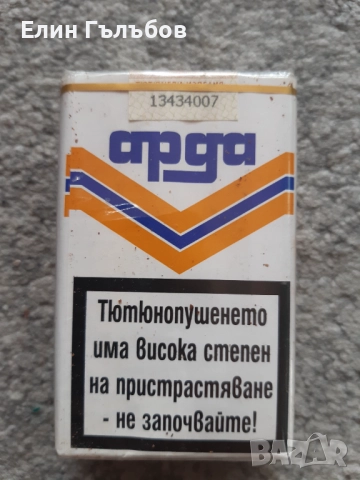 Елин Гълъбов
13434007
арда
Тютюнопушенето
има висока степен
на пристрастяване
- не започвайте!
BAZAR